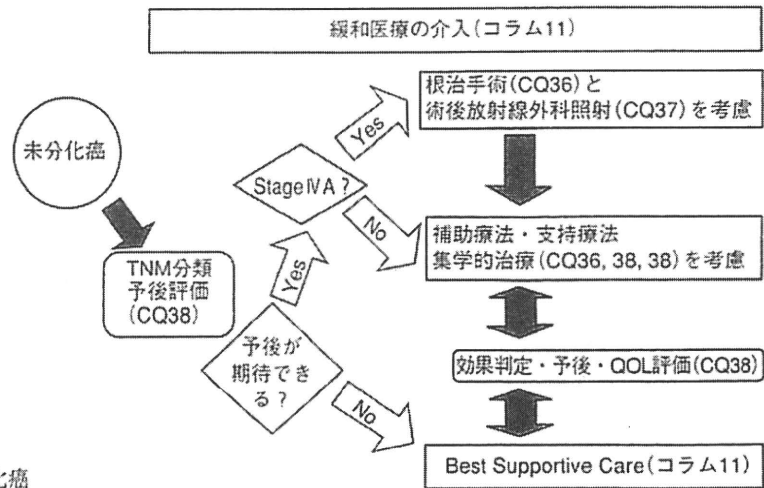 緩和医療の介入(コラム11)
根治手術(CQ36)と
術後放射線外科照射(CQ37)を考慮
Yes
未分化癌
StageⅣA?
No
補助療法・支持療法
集学的治療(CQ36, 38, 38)を考慮
TNM分類
予後評価
(CQ38)
Yes
予後が
期待でき
る?
効果判定・予後・QOL評価(CQ38)
No
Best Supportive Care(コラム11)
化癌